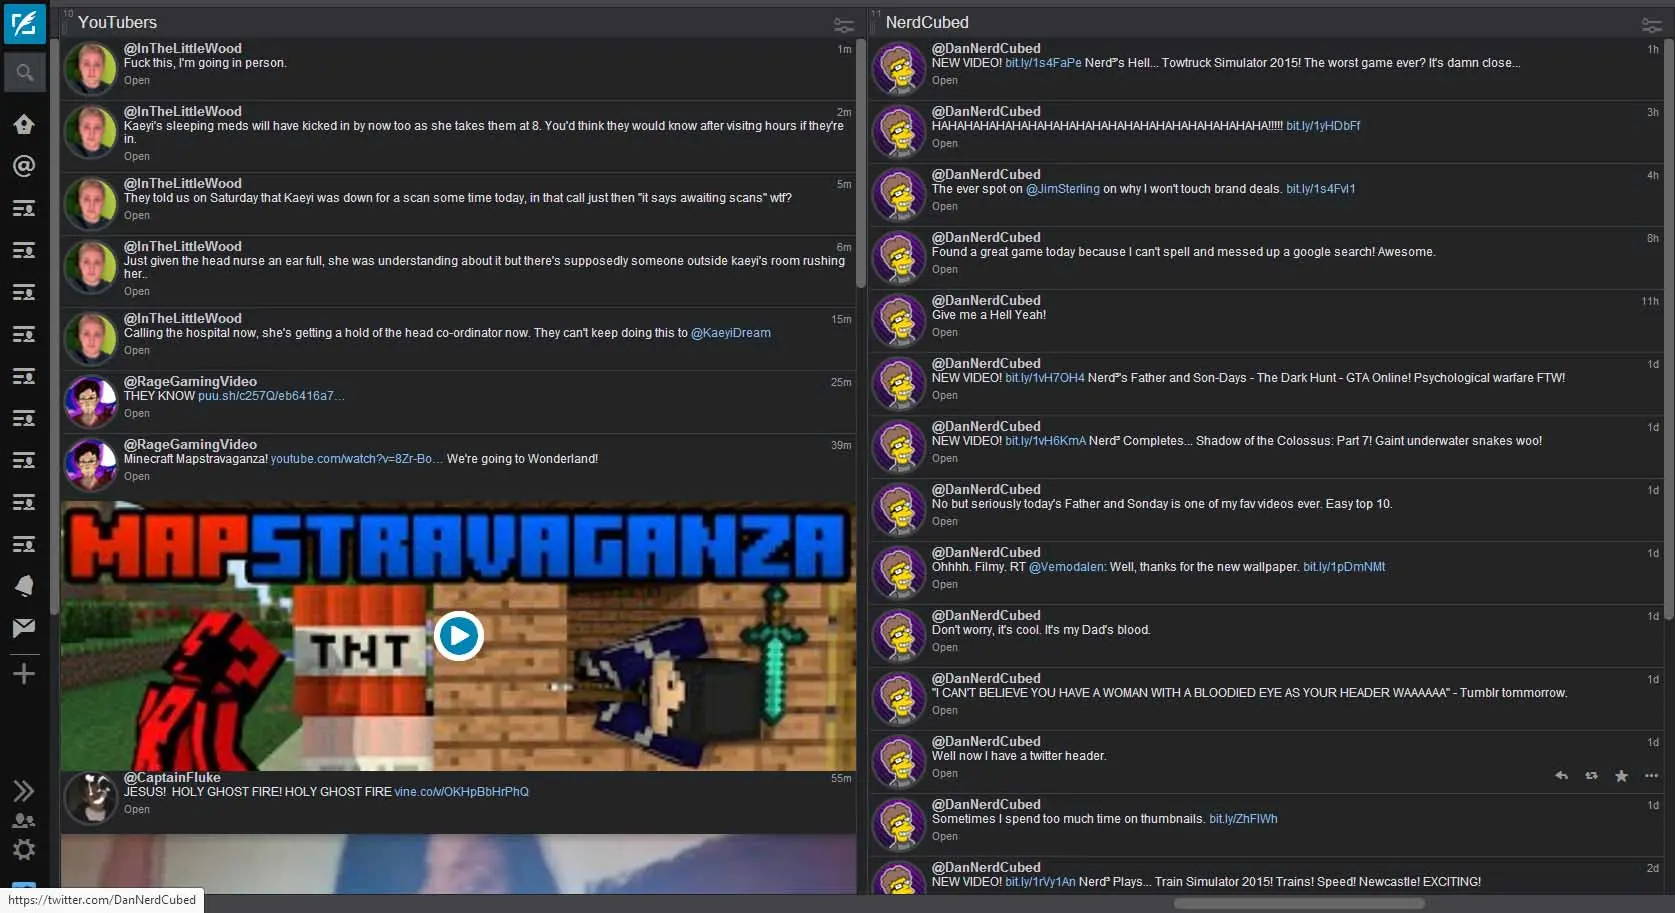 10 YouTubers
@InTheLittleWood 1m
Fuck this, I'm going in person.
Open
@InTheLittleWood 2m
Kaeyi's sleeping meds will have kicked in by now too as she takes them at 8. You'd think they would know after visitng hours if they're
in.
Open
@InTheLittleWood 5m
They told us on Saturday that Kaeyi was down for a scan some time today, in that call just then "it says awaiting scans" wtf?
Open
@InTheLittleWood 6m
Just given the head nurse an ear full, she was understanding about it but there's supposedly someone outside kaeyi's room rushing
her..
Open
@InTheLittleWood 15m
Calling the hospital now, she's getting a hold of the head co-ordinator now. They can't keep doing this to @KaeyiDream
Open
@RageGamingVideo 25m
THEY KNOW puu.sh/c257Q/eb6416a7...
Open
@RageGamingVideo 39m
Minecraft Mapstravaganza! youtube.com/watch?v=8Zr-Bo... We're going to Wonderland!
Open
MAPSTRAVAGANZA
TNT
@CaptainFluke 55m
JESUS! HOLY GHOST FIRE! HOLY GHOST FIRE vine.co/v/OKHpBbHrPhQ
Open
11 NerdCubed
@DanNerdCubed 1h
NEW VIDEO! bit.ly/1s4FaPe Nerd³'s Hell... Towtruck Simulator 2015! The worst game ever? It's damn close...
Open
@DanNerdCubed 3h
HAHAHAHAHAHAHAHAHAHAHAHAHAHAHAHAHAHAHAHAHA!!!!! bit.ly/1yHDbFf
Open
@DanNerdCubed 4h
The ever spot on @JimSterling on why I won't touch brand deals. bit.ly/1s4FvI1
Open
@DanNerdCubed 8h
Found a great game today because I can't spell and messed up a google search! Awesome.
Open
@DanNerdCubed 11h
Give me a Hell Yeah!
Open
@DanNerdCubed 1d
NEW VIDEO! bit.ly/1vH7OH4 Nerd³'s Father and Son-Days - The Dark Hunt - GTA Online! Psychological warfare FTW!
Open
@DanNerdCubed 1d
NEW VIDEO! bit.ly/1vH6KmA Nerd³ Completes... Shadow of the Colossus: Part 7! Gaint underwater snakes woo!
Open
@DanNerdCubed 1d
No but seriously today's Father and Sonday is one of my fav videos ever. Easy top 10.
Open
@DanNerdCubed 1d
Ohhhh. Filmy. RT @Vemodalen: Well, thanks for the new wallpaper. bit.ly/1pDmNMt
Open
@DanNerdCubed 1d
Don't worry, it's cool. It's my Dad's blood.
Open
@DanNerdCubed 1d
"I CAN'T BELIEVE YOU HAVE A WOMAN WITH A BLOODIED EYE AS YOUR HEADER WAAAAAA" - Tumblr tommorrow.
Open
@DanNerdCubed 1d
Well now I have a twitter header.
Open
@DanNerdCubed 1d
Sometimes I spend too much time on thumbnails. bit.ly/ZhFIWh
Open
@DanNerdCubed 2d
NEW VIDEO! bit.ly/1rVy1An Nerd³ Plays... Train Simulator 2015! Trains! Speed! Newcastle! EXCITING!
https://twitter.com/DanNerdCubed